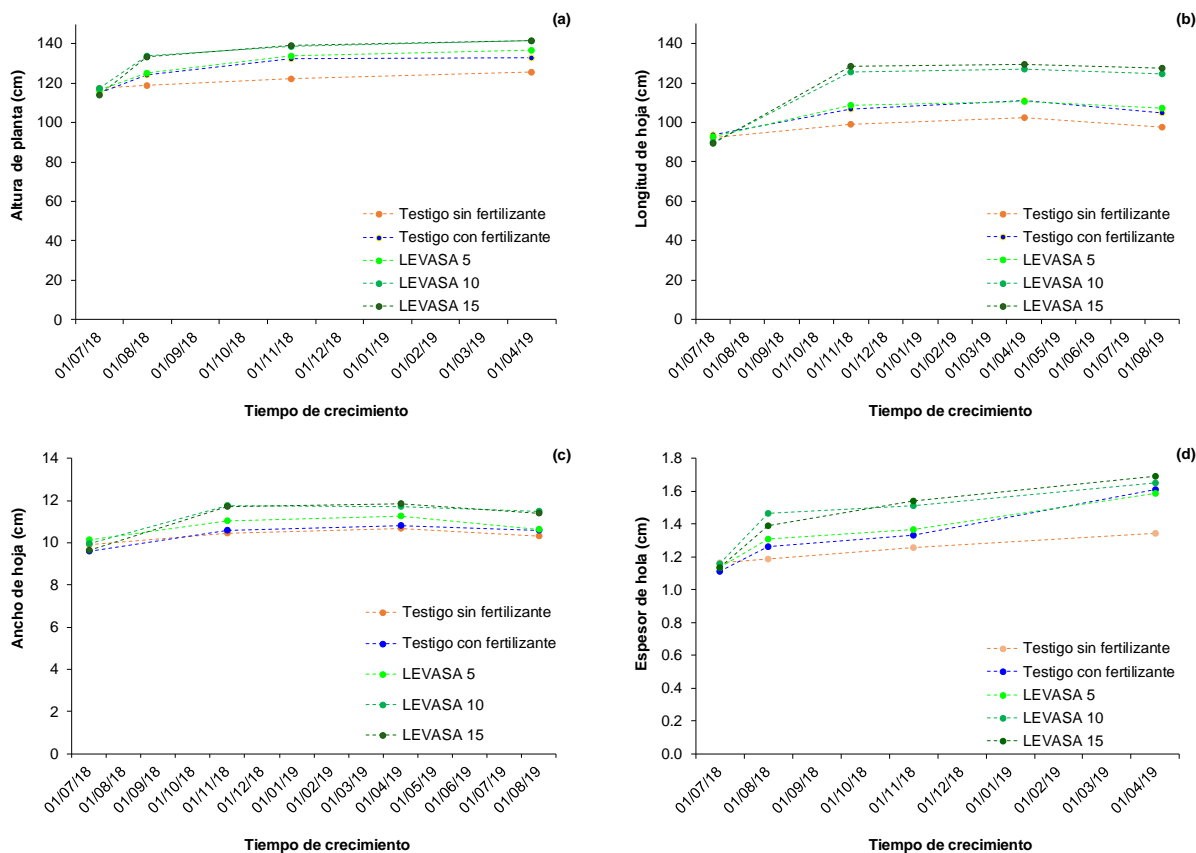 (a)
Altura de planta (cm)
140
120
100
80
60
40
20
0
Testigo sin fertilizante
Testigo con fertilizante
LEVASA 5
LEVASA 10
LEVASA 15
01/07/18
01/08/18
01/09/18
01/10/18
01/11/18
01/12/18
01/01/19
01/02/19
01/03/19
01/04/19
Tiempo de crecimiento
(b)
Longitud de hoja (cm)
140
120
100
80
60
40
20
0
Testigo sin fertilizante
Testigo con fertilizante
LEVASA 5
LEVASA 10
LEVASA 15
01/07/18
01/08/18
01/09/18
01/10/18
01/11/18
01/12/18
01/01/19
01/02/19
01/03/19
01/04/19
01/05/19
01/06/19
01/07/19
01/08/19
Tiempo de crecimiento
(c)
Ancho de hoja (cm)
14
12
10
8
6
4
2
0
Testigo sin fertilizante
Testigo con fertilizante
LEVASA 5
LEVASA 10
LEVASA 15
01/07/18
01/08/18
01/09/18
01/10/18
01/11/18
01/12/18
01/01/19
01/02/19
01/03/19
01/04/19
01/05/19
01/06/19
01/07/19
01/08/19
Tiempo de crecimiento
(d)
Espesor de hola (cm)
1.8
1.6
1.4
1.2
1.0
0.8
0.6
0.4
0.2
0.0
Testigo sin fertilizante
Testigo con fertilizante
LEVASA 5
LEVASA 10
LEVASA 15
01/07/18
01/08/18
01/09/18
01/10/18
01/11/18
01/12/18
01/01/19
01/02/19
01/03/19
01/04/19
Tiempo de crecimiento